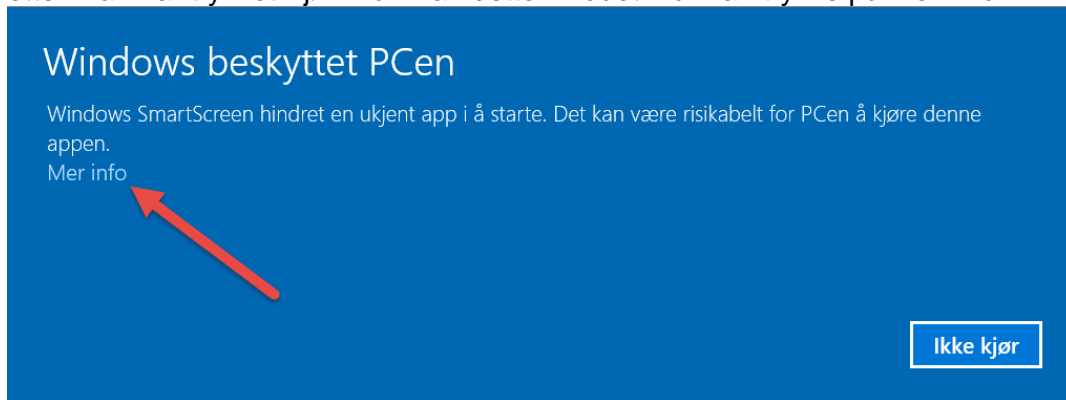 Windows beskyttet PCen
Windows SmartScreen hindret en ukjent app i å starte. Det kan være risikabelt for PCen å kjøre denne
appen.
Mer info
Ikke kjør